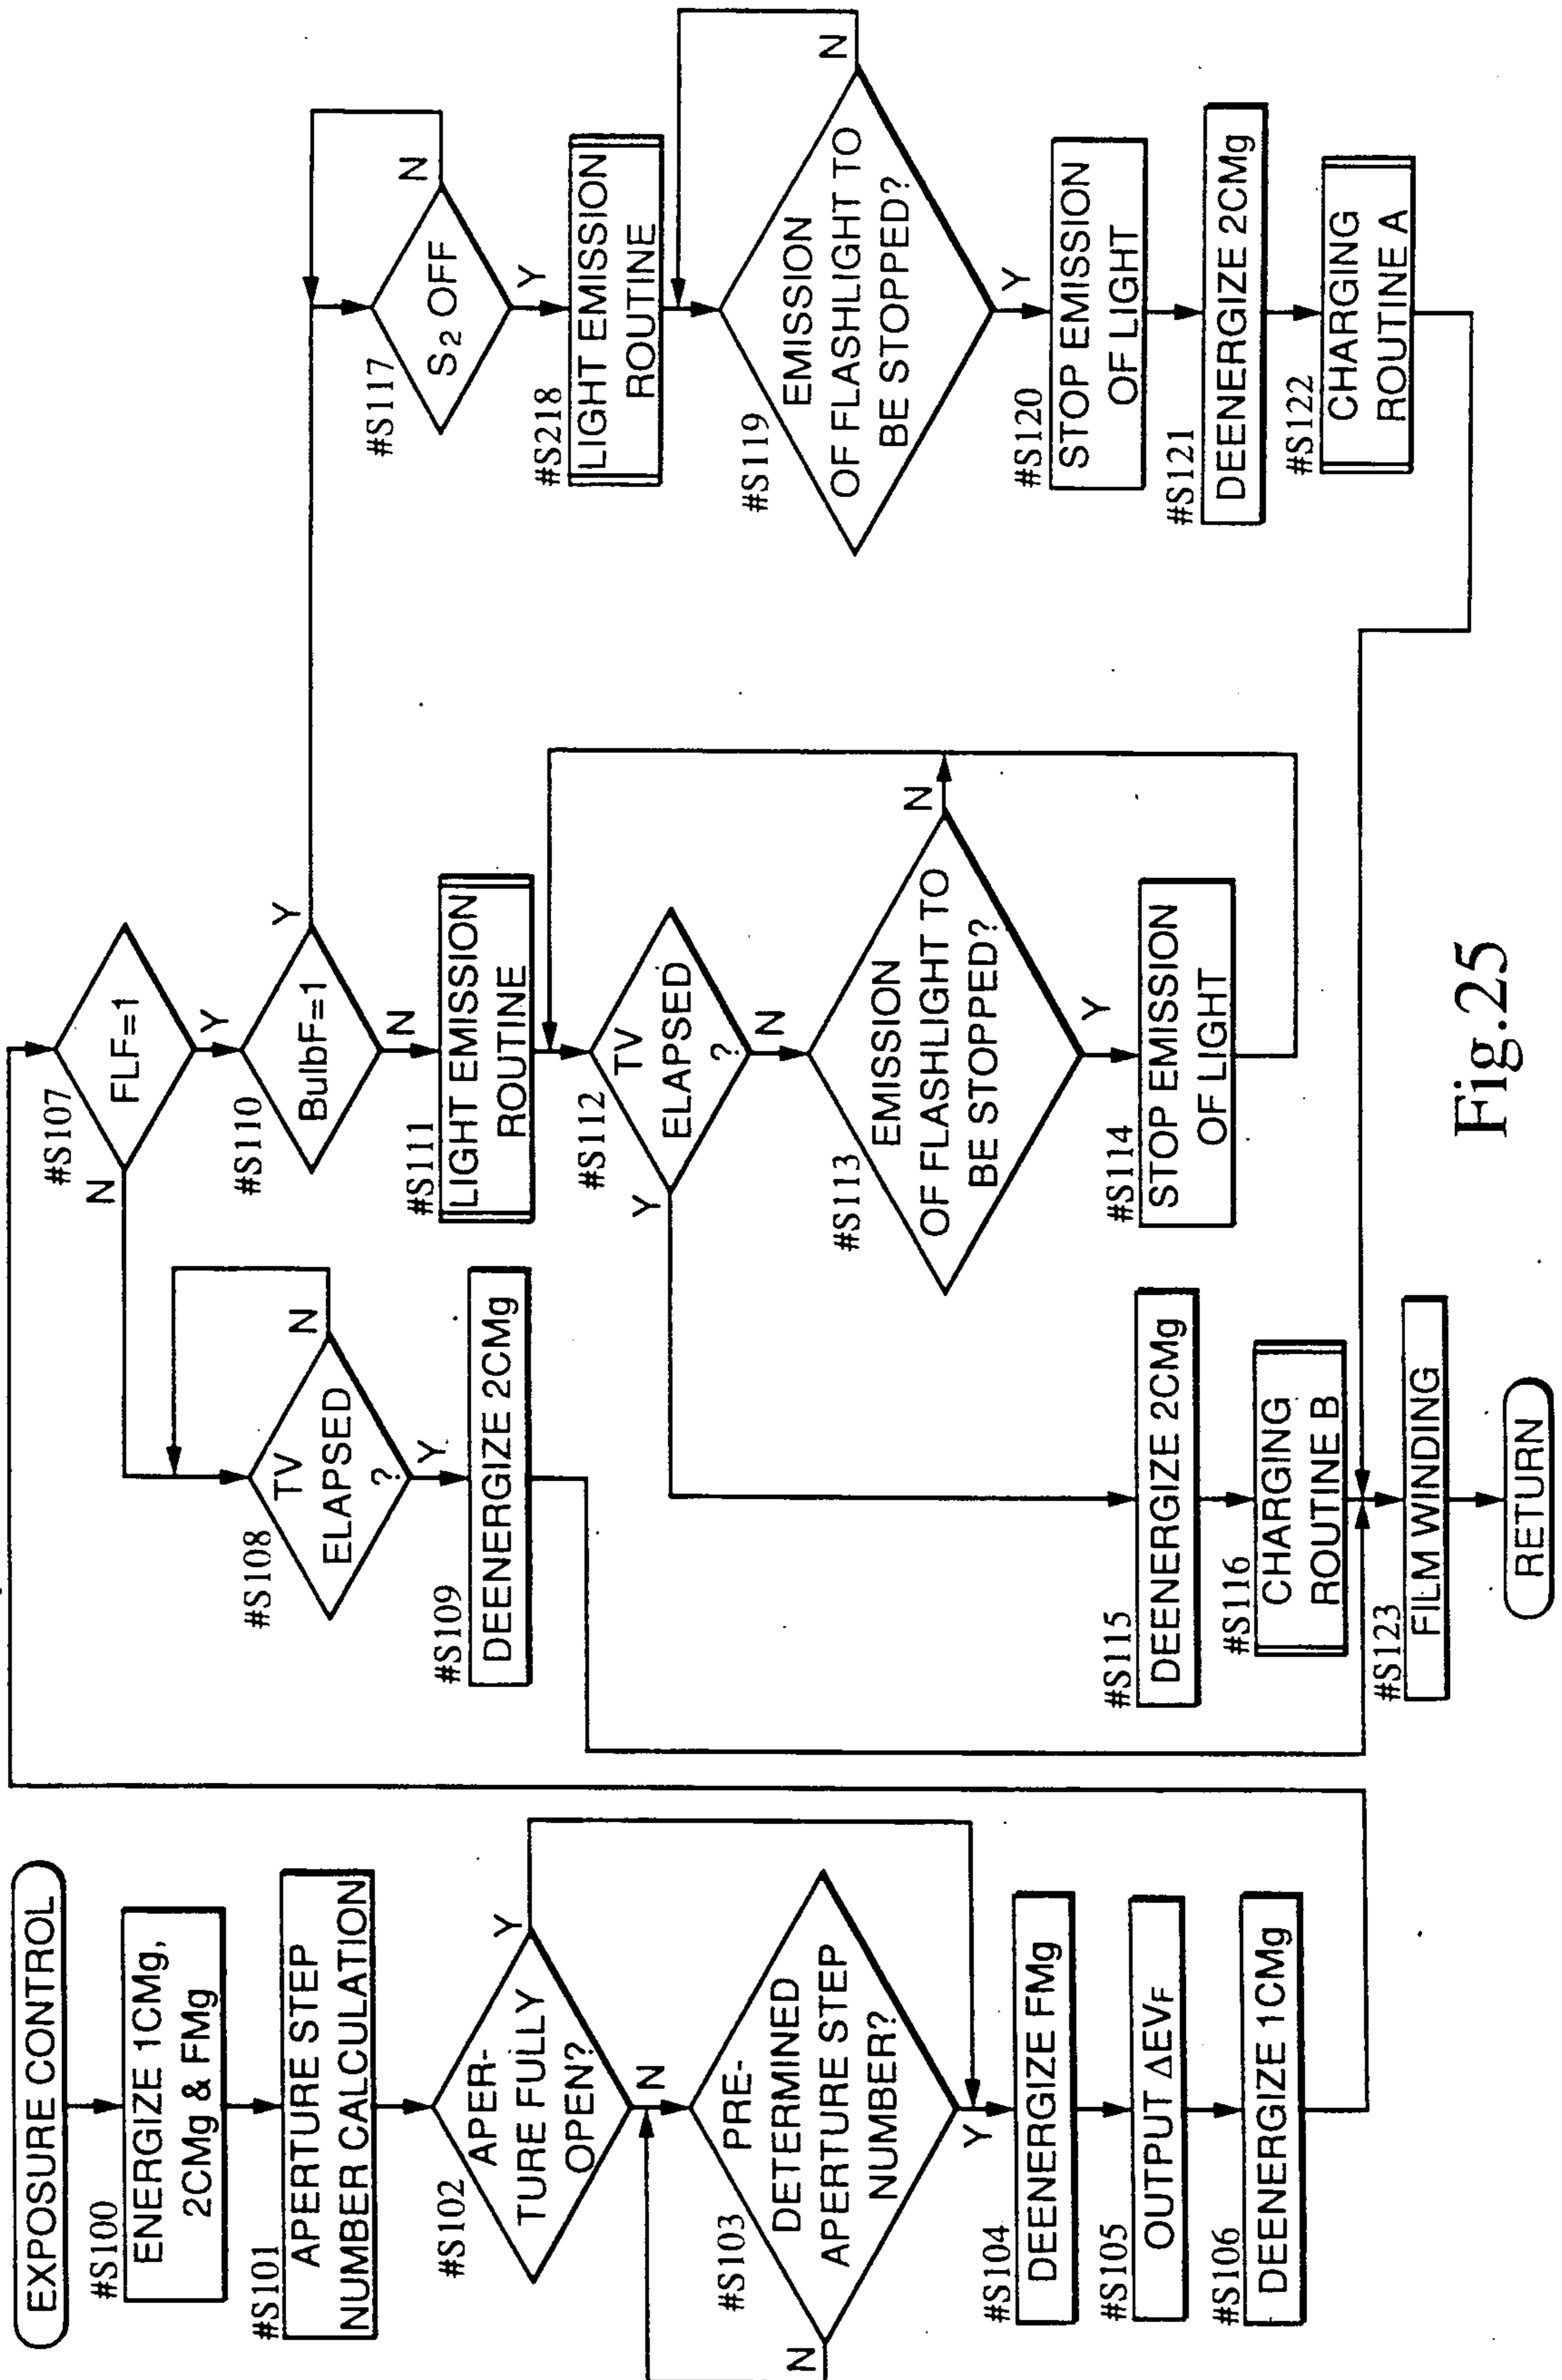 EXPOSURE CONTROL
#S100
ENERGIZE 1CMg,
2CMg & FMg
#S101
APERTURE STEP
NUMBER CALCULATION
#S102
APER-
TURE FULLY
OPEN?
Y
N
#S103
PRE-
DETERMINED
APERTURE STEP
NUMBER?
N
Y
#S104
DEENERGIZE FMg
#S105
OUTPUT ΔEVF
#S106
DEENERGIZE 1CMg
#S107
FLF=1
N
Y
#S108
TV
ELAPSED
?
N
Y
#S109
DEENERGIZE 2CMg
#S110
BulbF=1
Y
N
#S111
LIGHT EMISSION
ROUTINE
#S112
TV
ELAPSED
?
Y
N
#S113
EMISSION
OF FLASHLIGHT TO
BE STOPPED?
N
Y
#S114
STOP EMISSION
OF LIGHT
#S115
DEENERGIZE 2CMg
#S116
CHARGING
ROUTINE B
#S117
S2 OFF
N
Y
#S218
LIGHT EMISSION
ROUTINE
#S119
EMISSION
OF FLASHLIGHT TO
BE STOPPED?
N
Y
#S120
STOP EMISSION
OF LIGHT
#S121
DEENERGIZE 2CMg
#S122
CHARGING
ROUTINE A
#S123
FILM WINDING
RETURN
Fig.25